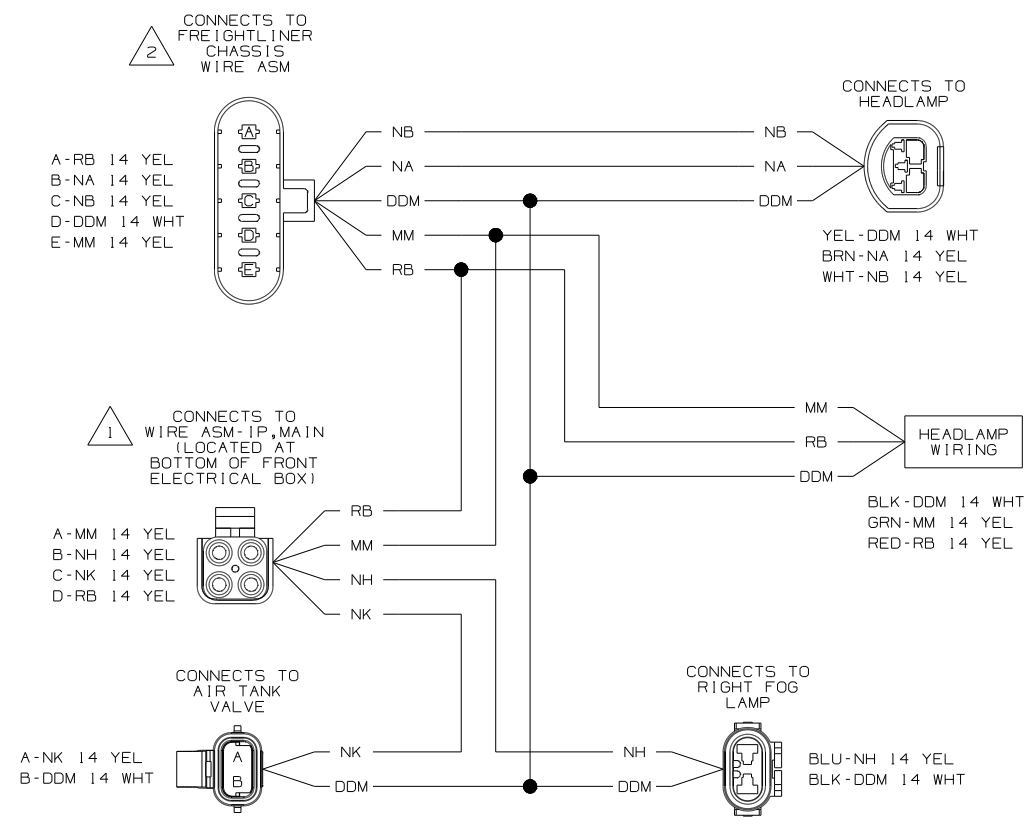 CONNECTS TO
FREIGHTLINER
CHASSIS
WIRE ASM
2
A
B
C
D
E
A-RB 14 YEL
B-NA 14 YEL
C-NB 14 YEL
D-DDM 14 WHT
E-MM 14 YEL
NB
NA
DDM
MM
RB
NB
NA
DDM
CONNECTS TO
HEADLAMP
YEL-DDM 14 WHT
BRN-NA 14 YEL
WHT-NB 14 YEL
1
CONNECTS TO
WIRE ASM-IP,MAIN
(LOCATED AT
BOTTOM OF FRONT
ELECTRICAL BOX)
A-MM 14 YEL
B-NH 14 YEL
C-NK 14 YEL
D-RB 14 YEL
RB
MM
NH
NK
MM
RB
DDM
HEADLAMP
WIRING
BLK-DDM 14 WHT
GRN-MM 14 YEL
RED-RB 14 YEL
CONNECTS TO
AIR TANK
VALVE
A-NK 14 YEL
B-DDM 14 WHT
A
B
NK
DDM
NH
DDM
CONNECTS TO
RIGHT FOG
LAMP
BLU-NH 14 YEL
BLK-DDM 14 WHT